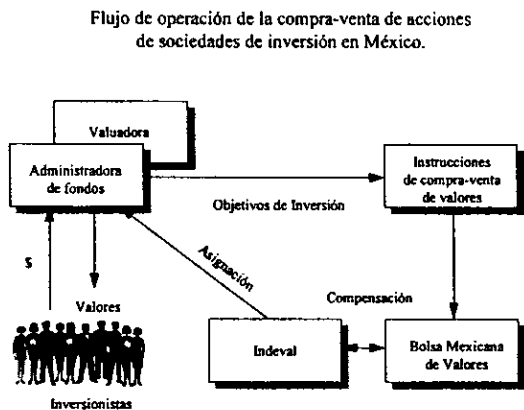 Flujo de operación de la compra-venta de acciones
de sociedades de inversión en México.
Valuadora
Administradora
de fondos
Instrucciones
de compra-venta
de valores
Objetivos de Inversión
Asignación
$
Valores
Compensación
Indeval
Bolsa Mexicana
de Valores
Inversionistas